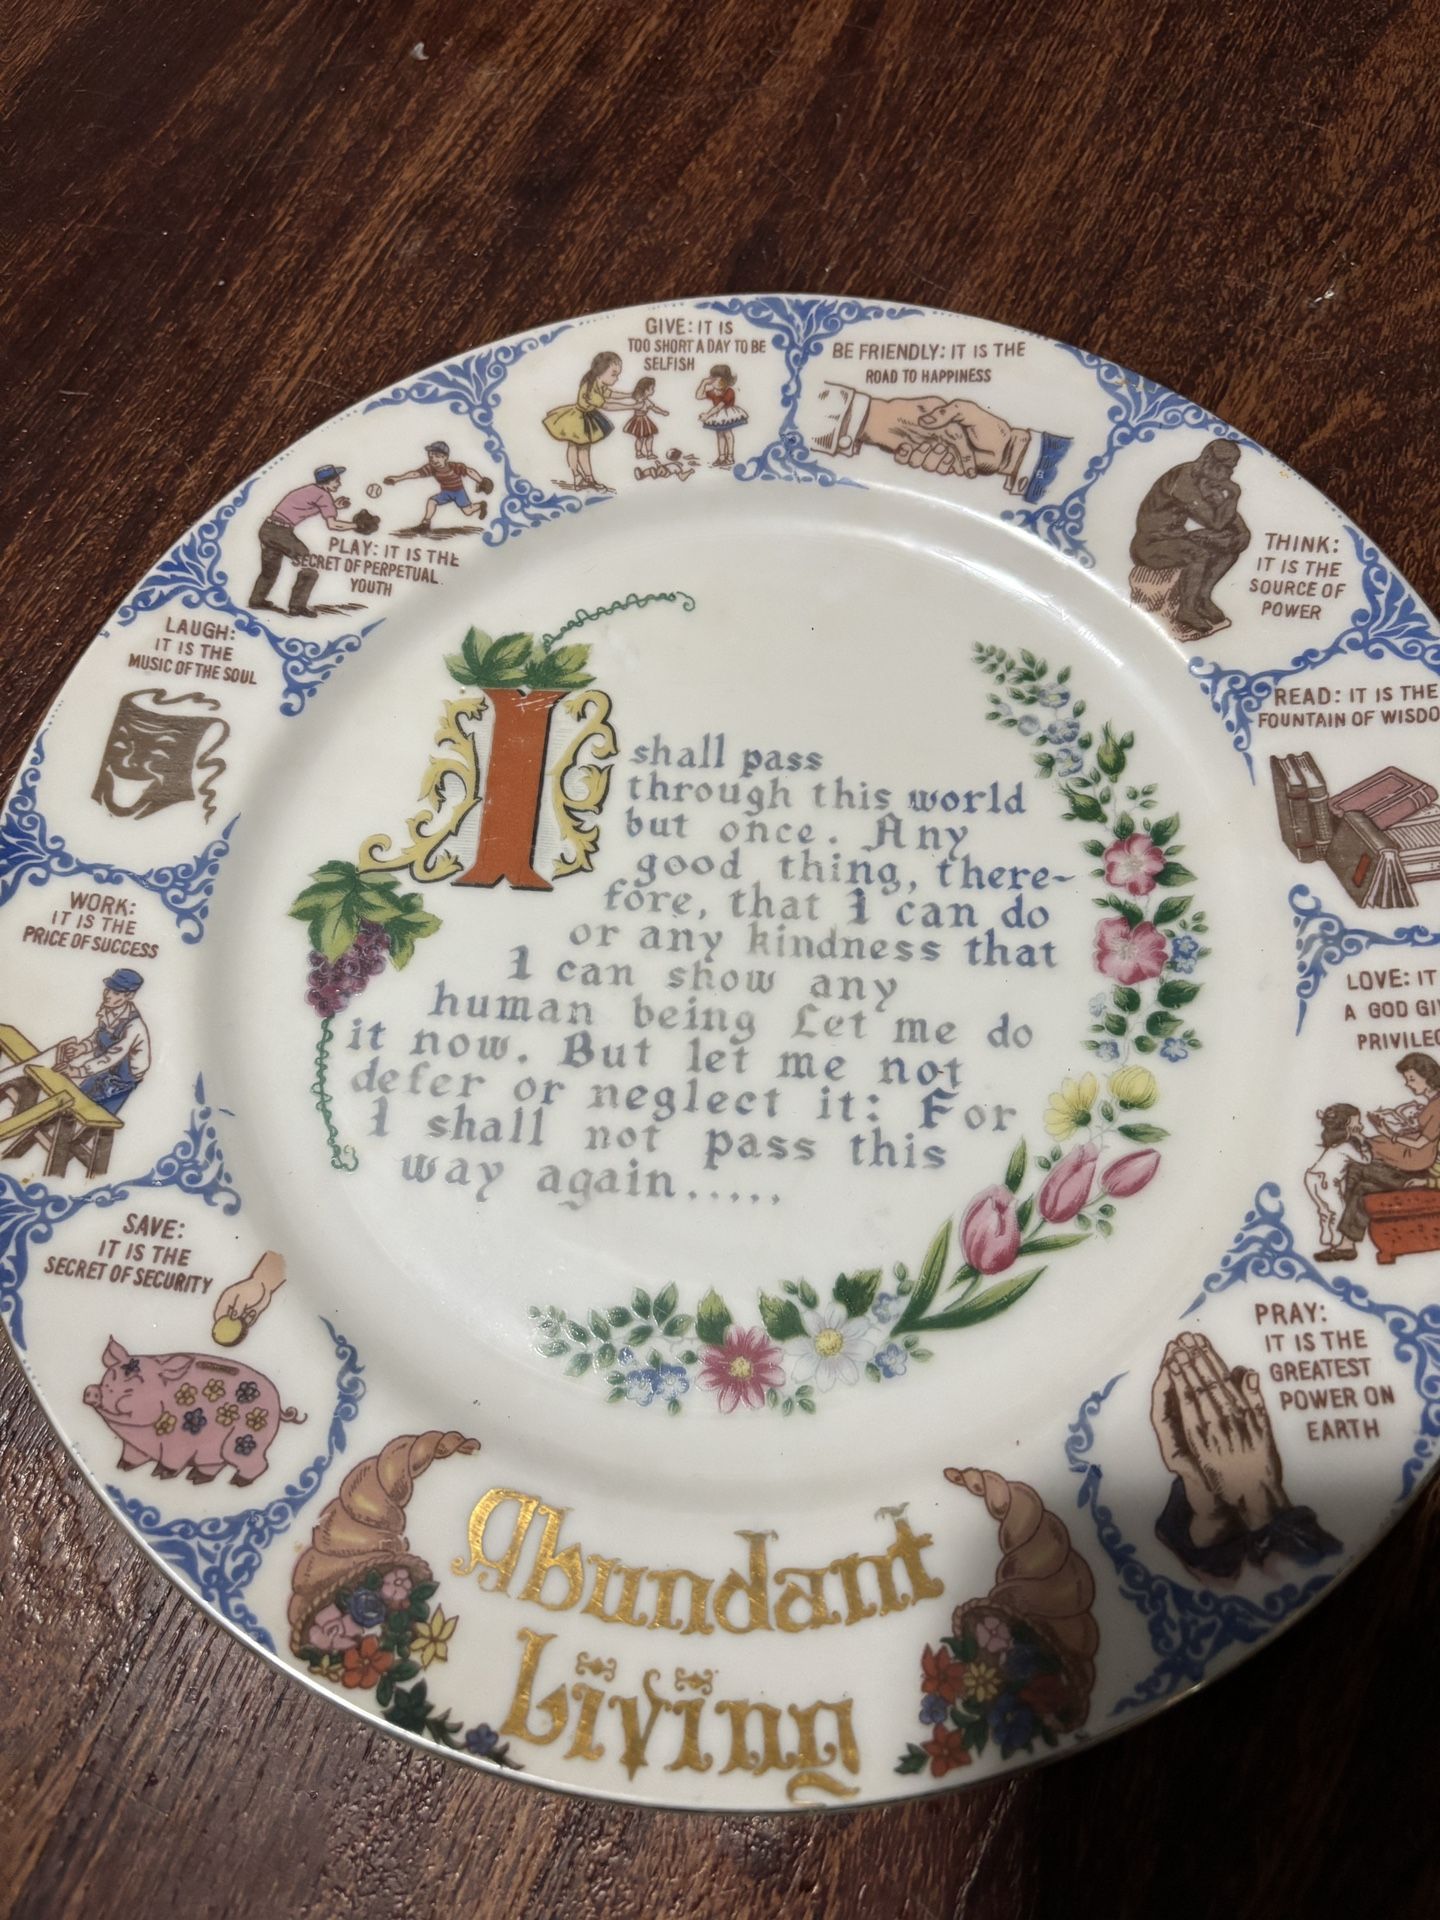 GIVE: IT IS
TOO SHORT A DAY TO BE
SELFISH
BE FRIENDLY: IT IS THE
ROAD TO HAPPINESS
THINK:
IT IS THE
SOURCE OF
POWER
READ: IT IS THE
FOUNTAIN OF
LOVE: IT
A GOD
PRAY:
IT IS THE
GREATEST
POWER ON
EARTH
PLAY: IT IS THE
SECRET OF PERPETUAL
YOUTH
LAUGH:
IT IS THE
MUSIC OF THE SOUL
WORK:
IT IS THE
PRICE OF SUCCESS
SAVE:
IT IS THE
SECRET OF SECURITY
I shall pass
through this world
but once. Any
good thing, there-
fore, that I can do
or any kindness that
I can show any
human being Let me do
it now. But let me not
defer or neglect it: For
I shall not pass this
way again.....
Abundant
Living